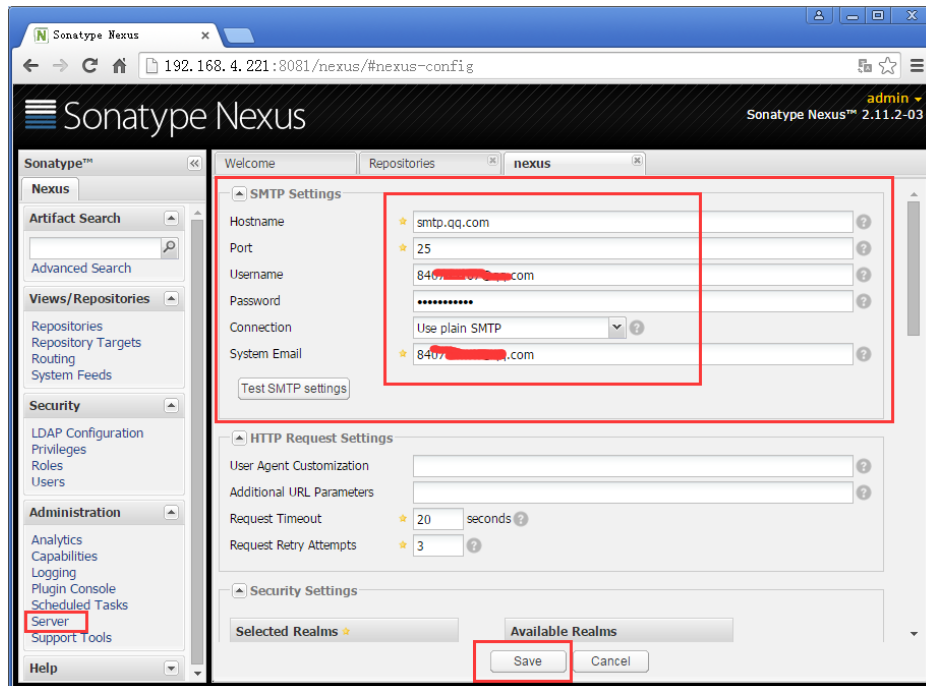 Sonatype Nexus
192.168.4.221:8081/nexus/#nexus-config
Sonatype Nexus
admin
Sonatype Nexus™ 2.11.2-03
Sonatype™
Nexus
Artifact Search
Advanced Search
Views/Repositories
Repositories
Repository Targets
Routing
System Feeds
Security
LDAP Configuration
Privileges
Roles
Users
Administration
Analytics
Capabilities
Logging
Plugin Console
Scheduled Tasks
Server
Support Tools
Help
Welcome
Repositories
nexus
SMTP Settings
Hostname smtp.qq.com
Port 25
Username
Password
Connection Use plain SMTP
System Email
Test SMTP settings
HTTP Request Settings
User Agent Customization
Additional URL Parameters
Request Timeout 20 seconds
Request Retry Attempts 3
Security Settings
Selected Realms Available Realms
Save Cancel